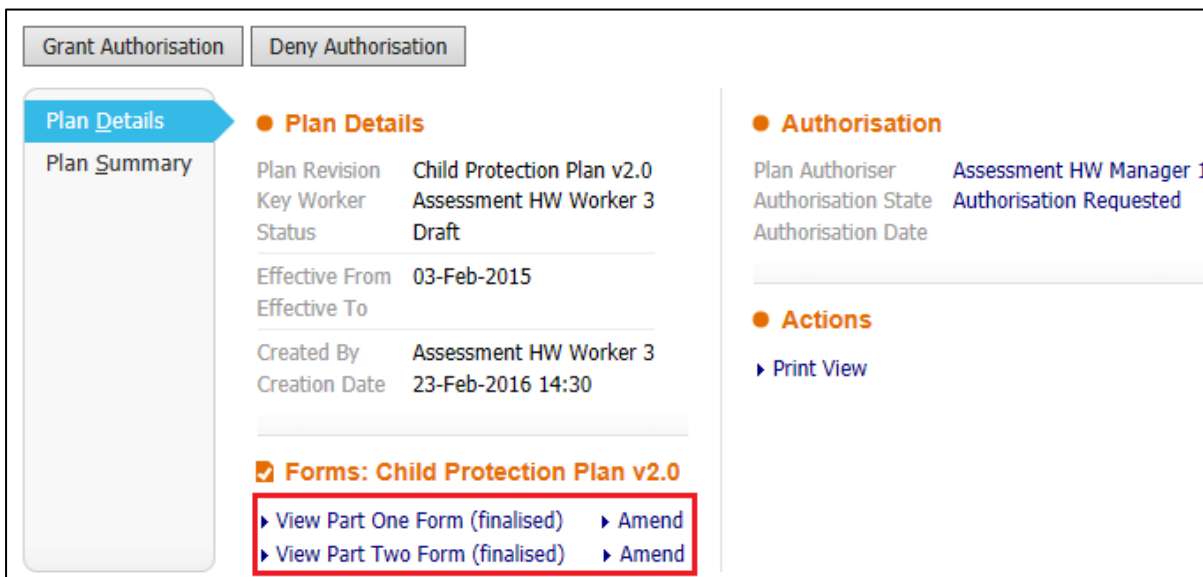 Grant Authorisation
Deny Authorisation
Plan Details
Plan Summary
Plan Details
Plan Revision Child Protection Plan v2.0
Key Worker Assessment HW Worker 3
Status Draft
Effective From 03-Feb-2015
Effective To
Created By Assessment HW Worker 3
Creation Date 23-Feb-2016 14:30
Forms: Child Protection Plan v2.0
View Part One Form (finalised) Amend
View Part Two Form (finalised) Amend
Authorisation
Plan Authoriser Assessment HW Manager 1
Authorisation State Authorisation Requested
Authorisation Date
Actions
Print View